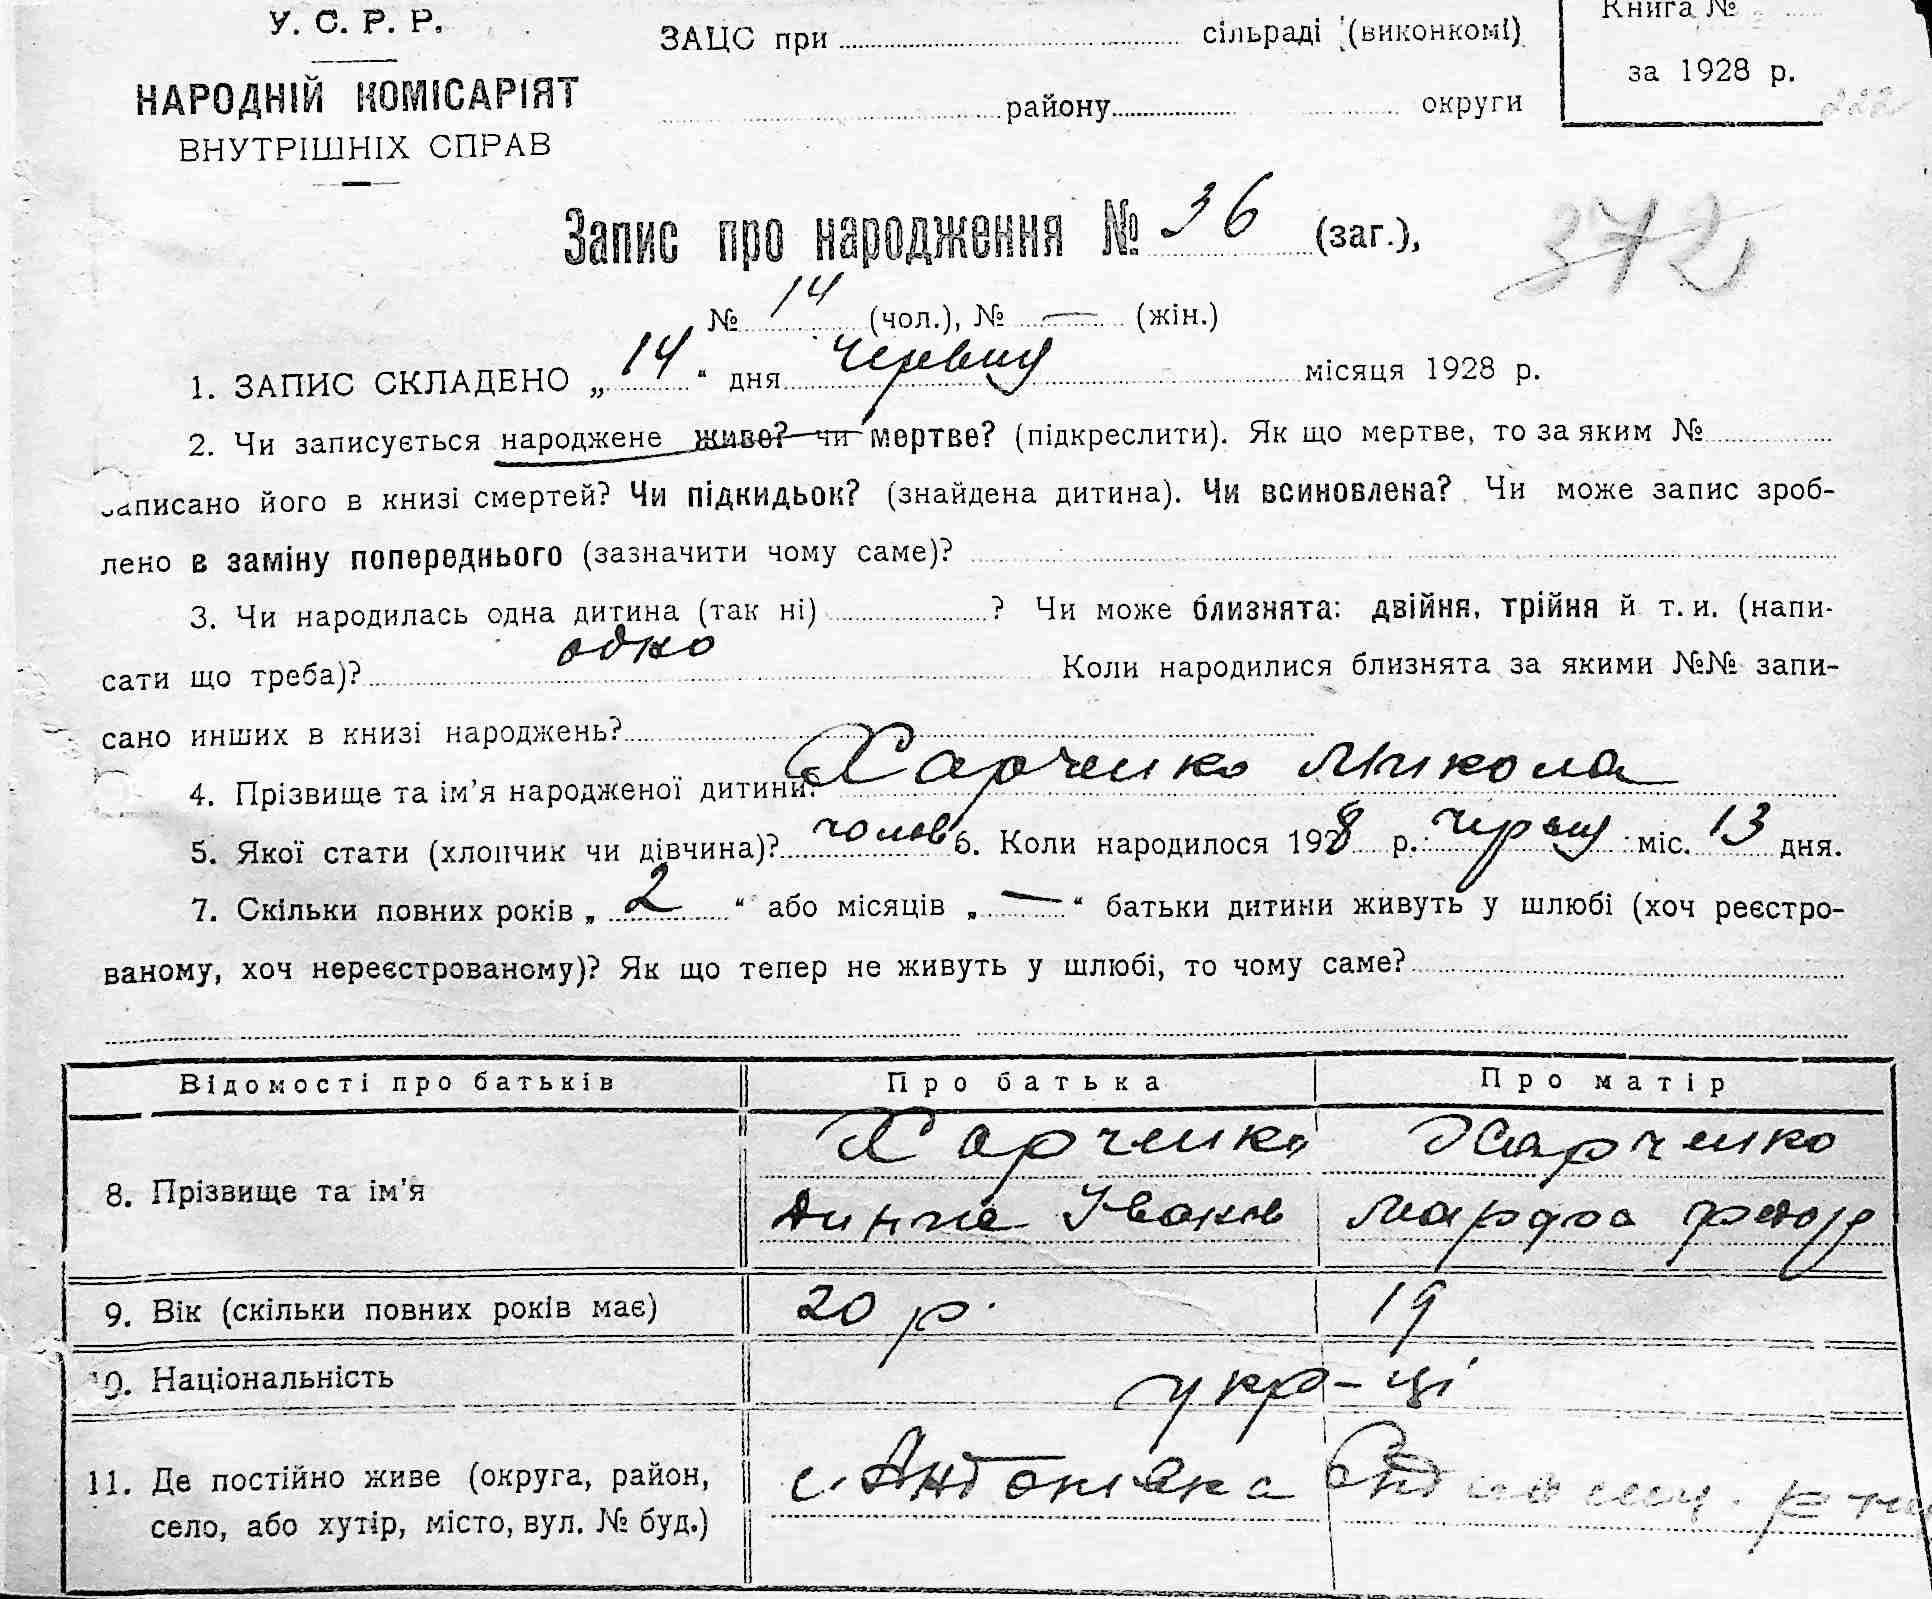 У. С. Р. Р.
НАРОДНІЙ КОМІСАРІЯТ
ВНУТРІШНІХ СПРАВ
ЗАЦС при сільраді (виконкомі)
району округи
Книга №
за 1928 р.
222
Запис про народження № 36 (заг.),
372
№ 14 (чол.), № — (жін.)
1. ЗАПИС СКЛАДЕНО „ 14 “ дня червня місяця 1928 р.
2. Чи записується народжене живе? чи мертве? (підкреслити). Як що мертве, то за яким №
записано його в книзі смертей? Чи підкидьок? (знайдена дитина). Чи всиновлена? Чи може запис зроб-
лено в заміну попереднього (зазначити чому саме)?
3. Чи народилась одна дитина (так ні) ? Чи може близнята: двійня, трійня й т. и. (напи-
сати що треба)? одно Коли народилися близнята за якими №№ запи-
сано инших в книзі народжень?
4. Прізвище та ім’я народженої дитини? Харченко Микола
5. Якої стати (хлопчик чи дівчина)? чолов 6. Коли народилося 1928 р. червня міс. 13 дня.
7. Скільки повних років „ 2 “ або місяців „ — “ батьки дитини живуть у шлюбі (хоч реєстро-
ваному, хоч нереєстрованому)? Як що тепер не живуть у шлюбі, то чому саме?
Відомості про батьків Про батька Про матір
8. Прізвище та ім’я Харченко Харченко
Іванов Марфа Федор
9. Вік (скільки повних років має) 20 р. 19
10. Національність укр-ці
11. Де постійно живе (округа, район, с. Антонівка
село, або хутір, місто, вул. № буд.)